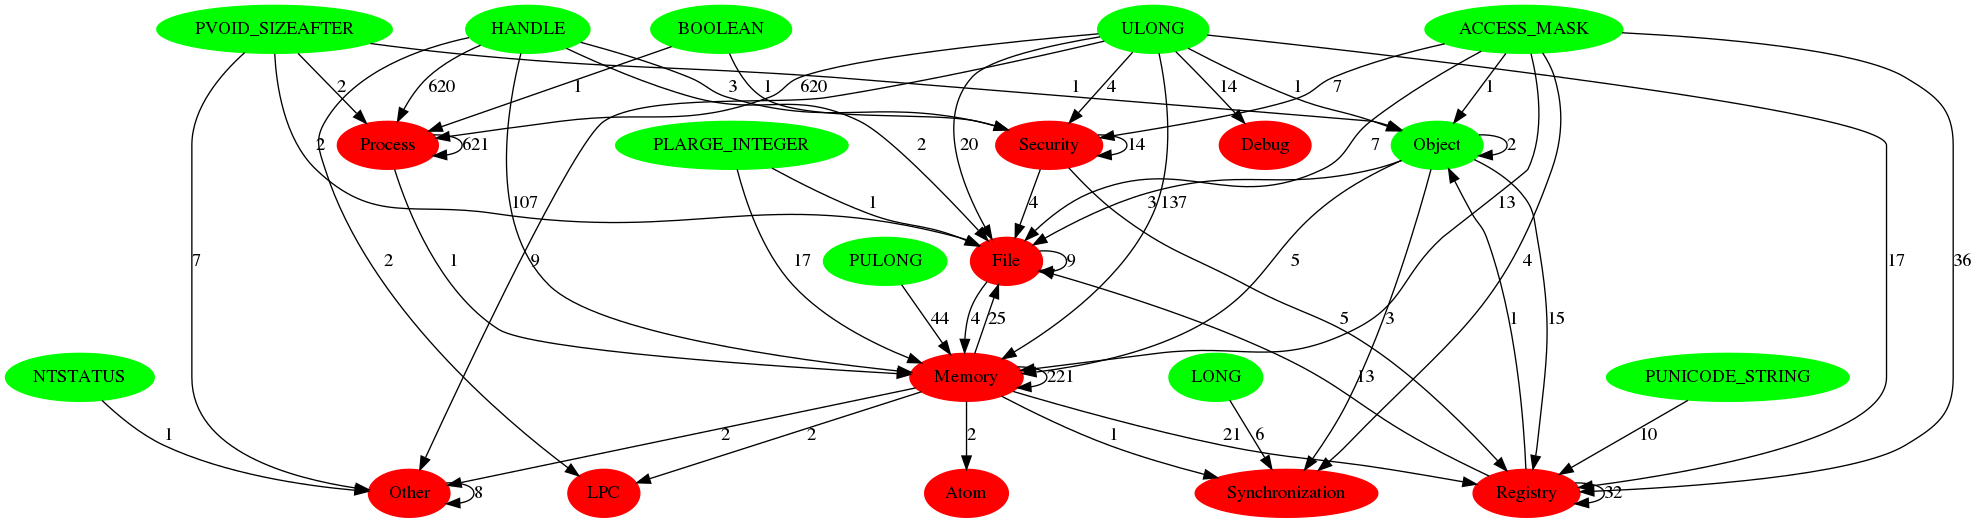 PVOID_SIZEAFTER HANDLE BOOLEAN ULONG ACCESS_MASK
2 620 1 3 1 620 1 4 14 1 7 1
Process 621 PLARGE_INTEGER Security 14 Debug Object 2
2 2 20 7
107 1 4 3 137 13
7 2 1 PULONG 17 File 9 9 5 4 17 36
44 4 25 5 3 1 15
NTSTATUS Memory 221 LONG 13 PUNICODE_STRING
1 2 2 2 1 21 6 10
Other 8 LPC Atom Synchronization Registry 32